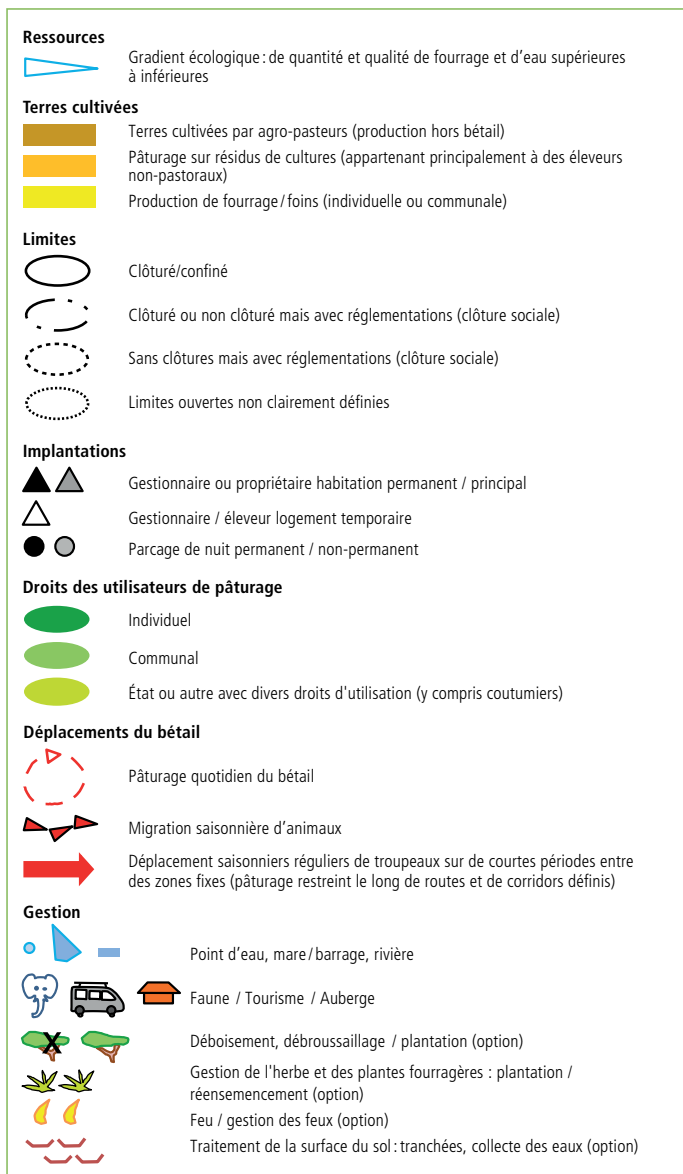 Ressources
Gradient écologique : de quantité et qualité de fourrage et d'eau supérieures
à inférieures
Terres cultivées
Terres cultivées par agro-pasteurs (production hors bétail)
Pâturage sur résidus de cultures (appartenant principalement à des éleveurs
non-pastoraux)
Production de fourrage / foins (individuelle ou communale)
Limites
Clôturé/confiné
Clôturé ou non clôturé mais avec réglementations (clôture sociale)
Sans clôtures mais avec réglementations (clôture sociale)
Limites ouvertes non clairement définies
Implantations
Gestionnaire ou propriétaire habitation permanent / principal
Gestionnaire / éleveur logement temporaire
Parcage de nuit permanent / non-permanent
Droits des utilisateurs de pâturage
Individuel
Communal
État ou autre avec divers droits d'utilisation (y compris coutumiers)
Déplacements du bétail
Pâturage quotidien du bétail
Migration saisonnière d'animaux
Déplacement saisonniers réguliers de troupeaux sur de courtes périodes entre
des zones fixes (pâturage restreint le long de routes et de corridors définis)
Gestion
Point d'eau, mare / barrage, rivière
Faune / Tourisme / Auberge
Déboisement, débroussaillage / plantation (option)
Gestion de l'herbe et des plantes fourragères : plantation /
réensemencement (option)
Feu / gestion des feux (option)
Traitement de la surface du sol : tranchées, collecte des eaux (option)